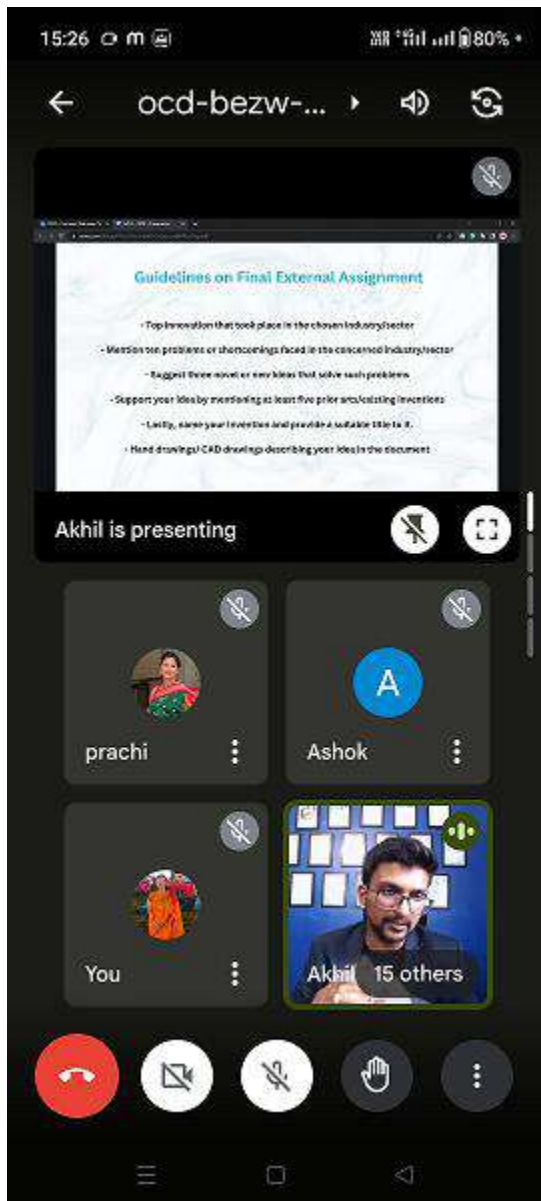 15:26
80%
ocd-bezw-...
Guidelines on Final External Assignment
- Top innovation that took place in the chosen industry/sector
- Mention ten problems or shortcomings faced in the concerned industry/sector
- Suggest three novel or new ideas that solve such problems
- Support your idea by mentioning at least five prior arts/existing inventions
- Lastly, name your invention and provide a suitable title to it.
- Hand drawings/ CAD drawings describing your idea in the document
Akhil is presenting
prachi
A
Ashok
You
Akhil
15 others